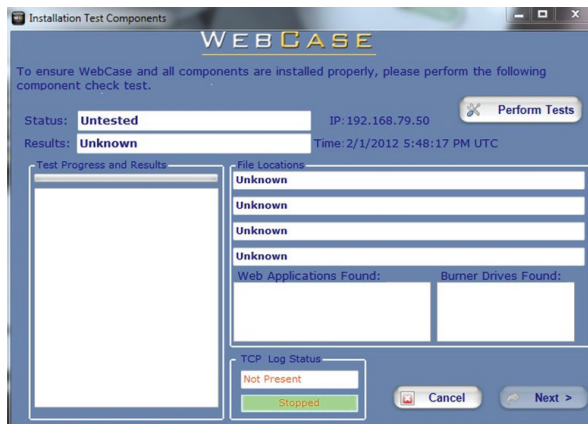 Installation Test Components
WEBCASE
To ensure WebCase and all components are installed properly, please perform the following
component check test.
Perform Tests
Status: Untested
IP:192.168.79.50
Results: Unknown
Time:2/1/2012 5:48:17 PM UTC
Test Progress and Results
File Locations
Unknown
Unknown
Unknown
Unknown
Web Applications Found:
Burner Drives Found:
TCP Log Status
Not Present
Stopped
Cancel
Next >